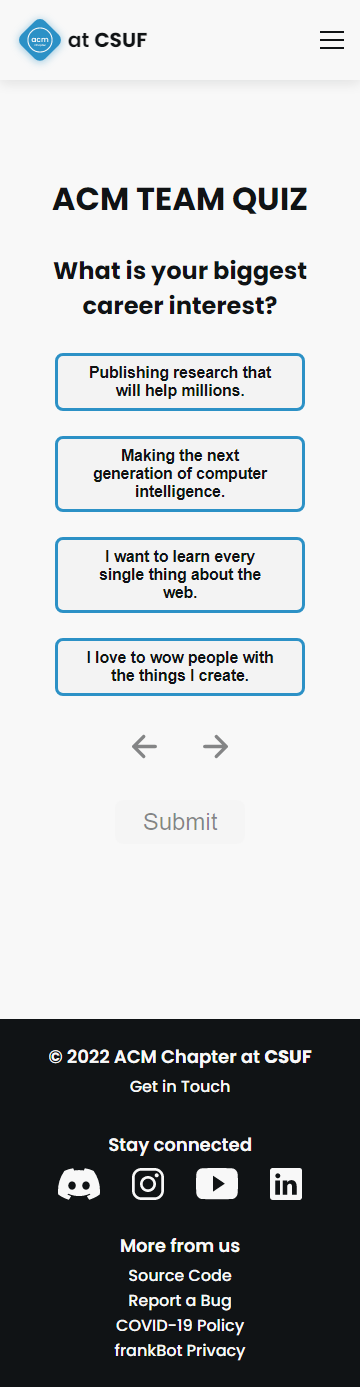 acm
at CSUF
ACM TEAM QUIZ
What is your biggest
career interest?
Publishing research that
will help millions.
Making the next
generation of computer
intelligence.
I want to learn every
single thing about the
web.
I love to wow people with
the things I create.
Submit
© 2022 ACM Chapter at CSUF
Get in Touch
Stay connected
in
More from us
Source Code
Report a Bug
COVID-19 Policy
frankBot Privacy